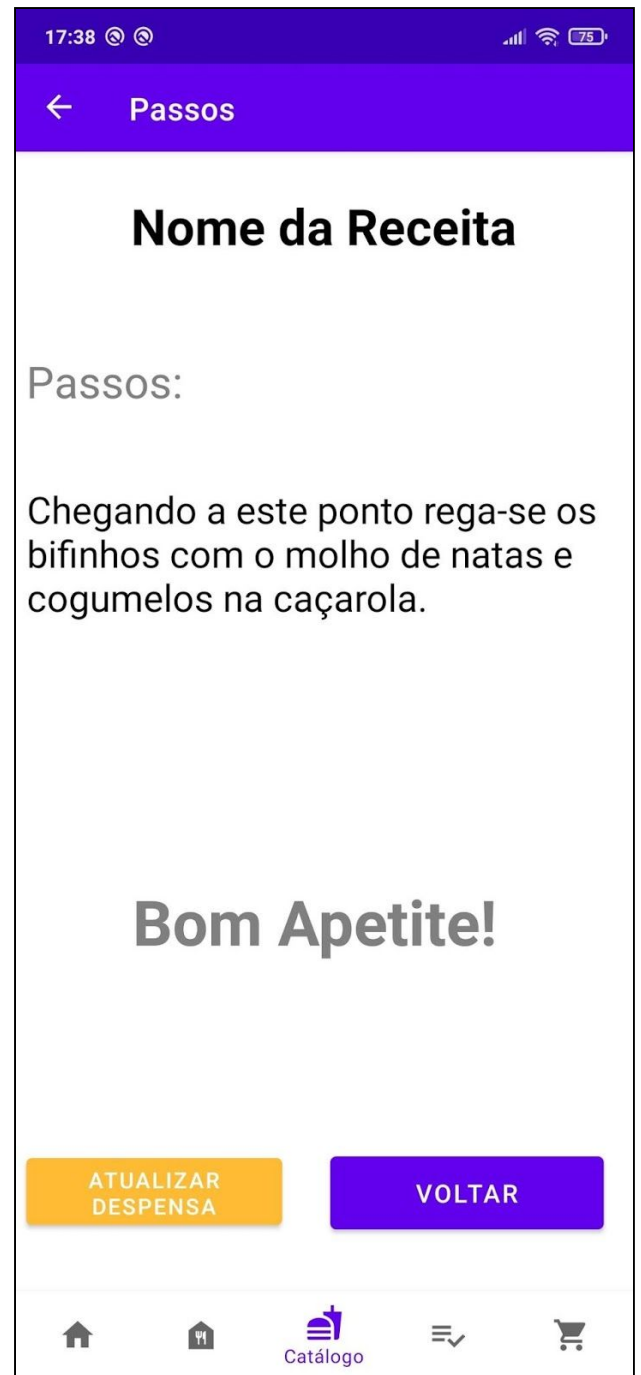 17:38
75
Passos
Nome da Receita
Passos:
Chegando a este ponto rega-se os
bifinhos com o molho de natas e
cogumelos na caçarola.
Bom Apetite!
ATUALIZAR
DESPENSA
VOLTAR
Catálogo